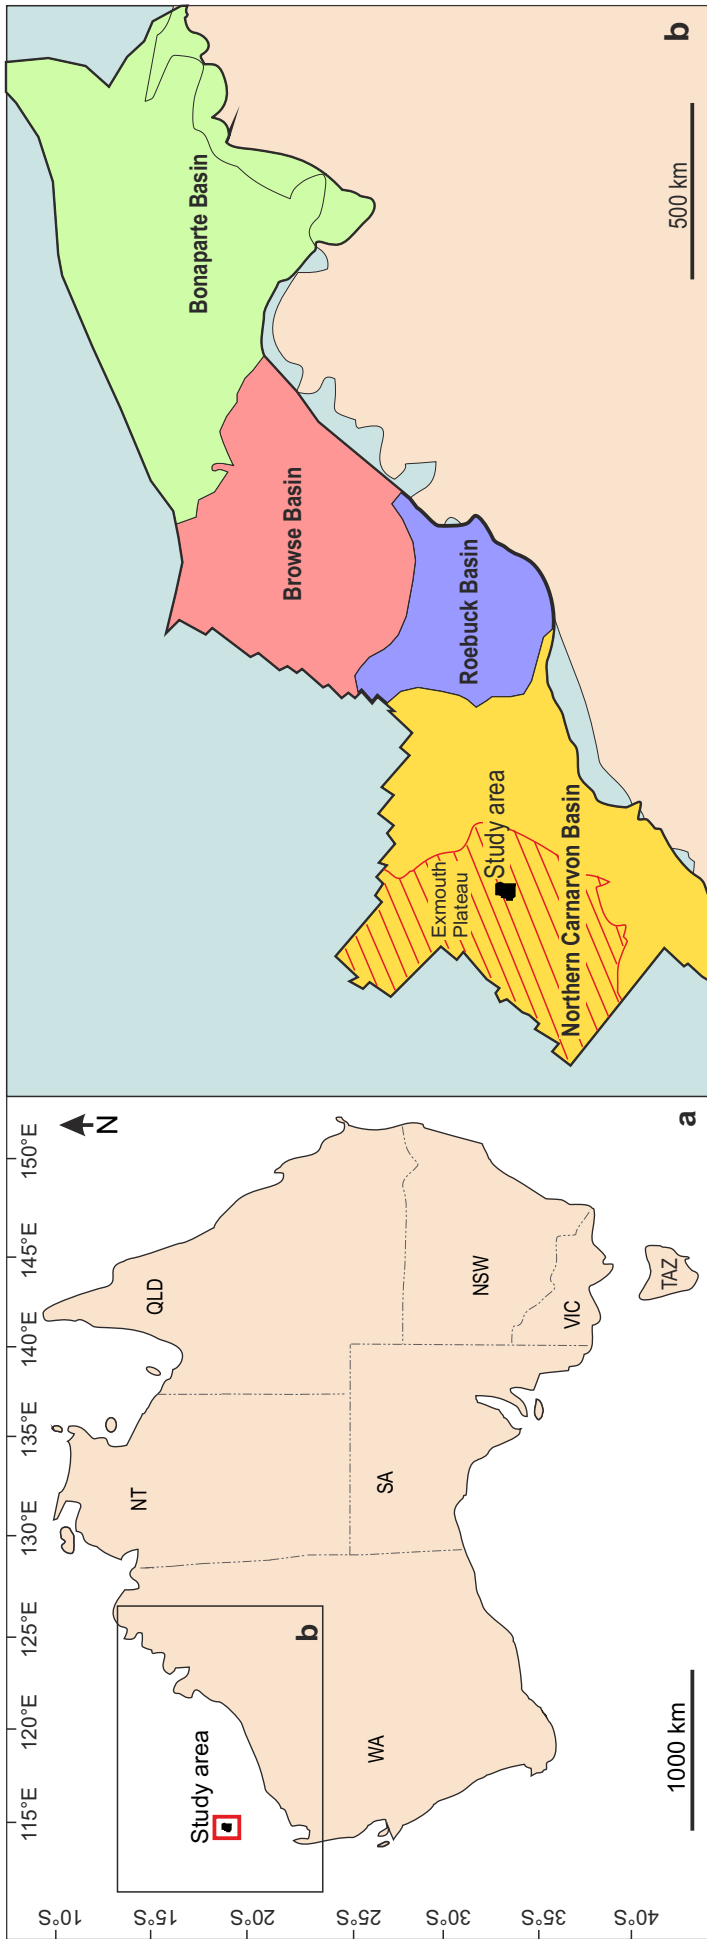 115°E
120°E
125°E
130°E
135°E
140°E
145°E
150°E
10°S
15°S
20°S
25°S
30°S
35°S
40°S
N
Study area
b
WA
NT
SA
QLD
NSW
VIC
TAZ
1000 km
a
Bonaparte Basin
Browse Basin
Roebuck Basin
Exmouth
Plateau
Study area
Northern Carnarvon Basin
500 km
b